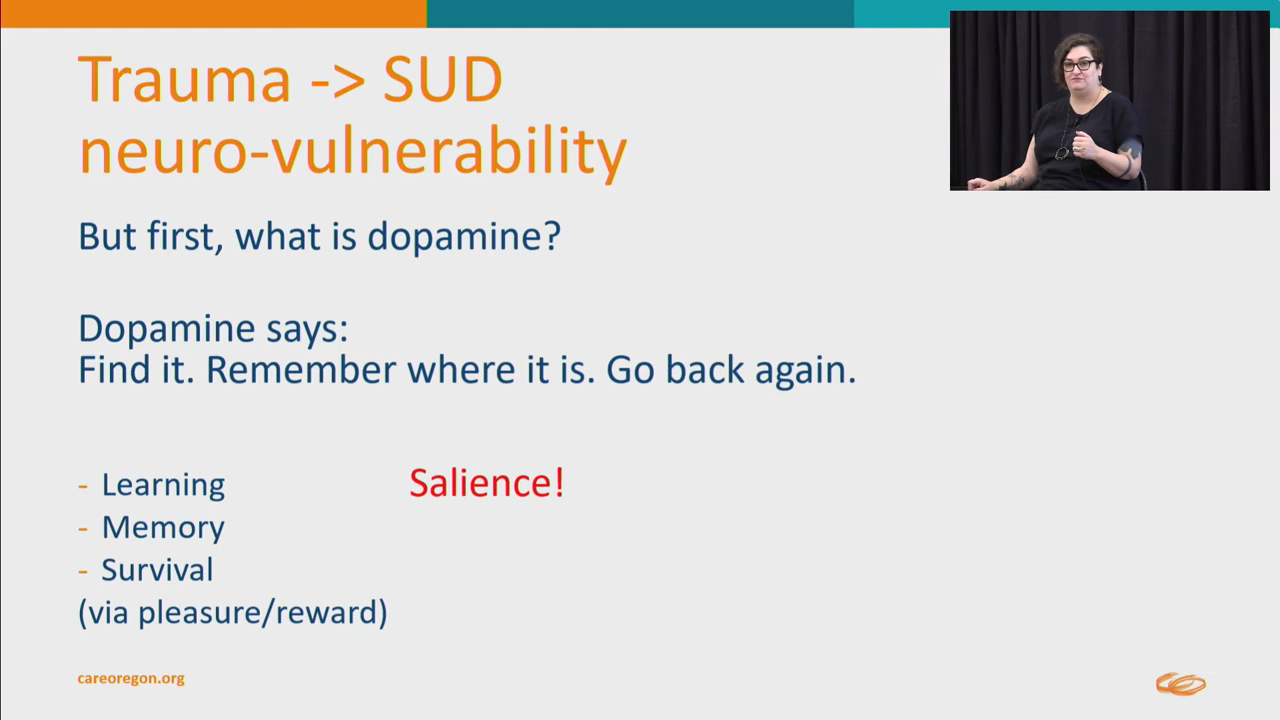 Trauma -> SUD
neuro-vulnerability
But first, what is dopamine?
Dopamine says:
Find it. Remember where it is. Go back again.
- Learning
Salience!
- Memory
- Survival
(via pleasure/reward)
careoregon.org